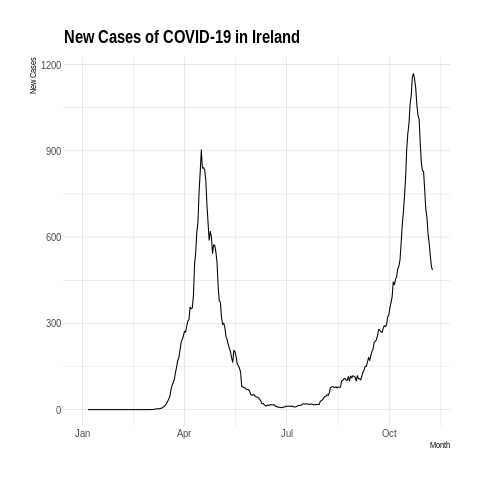 New Cases of COVID-19 in Ireland
New Cases
1200
900
600
300
0
Jan Apr Jul Oct
Month